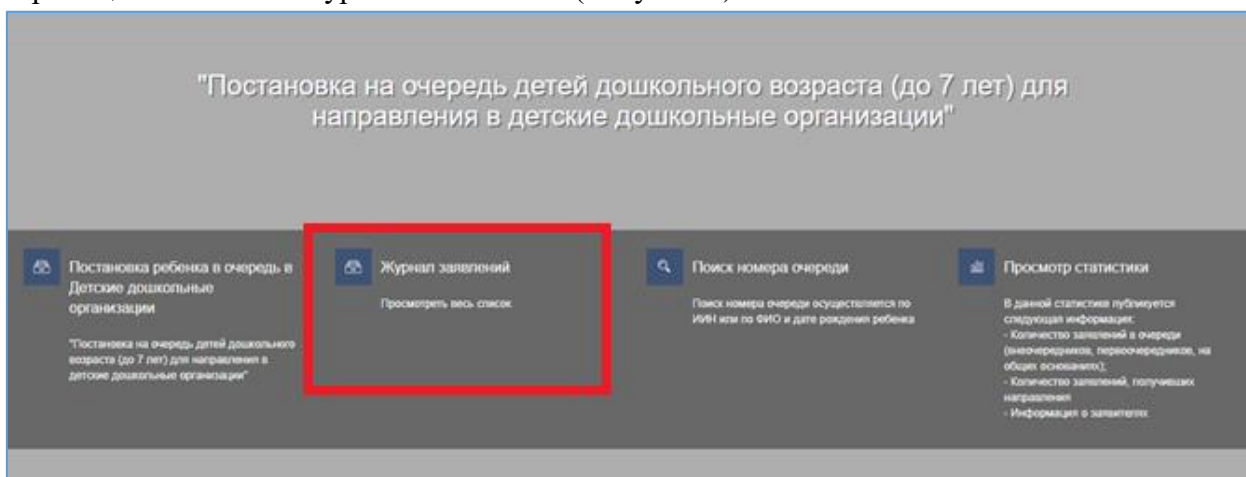 "Постановка на очередь детей дошкольного возраста (до 7 лет) для
направления в детские дошкольные организации"
Постановка ребенка в очередь в
Детские дошкольные
организации
"Постановка на очередь детей дошкольного
возраста (до 7 лет) для направления в
детские дошкольные организации"
Журнал заявлений
Просмотреть весь список
Поиск номера очереди
Поиск номера очереди осуществляется по
ИИН или по ФИО и дате рождения ребенка
Просмотр статистики
В данной статистике публикуется
следующая информация:
- Количество заявлений в очереди
(внеочередников, первоочередников, на
общих основаниях);
- Количество заявлений, получивших
направления
- Информация о заявителях